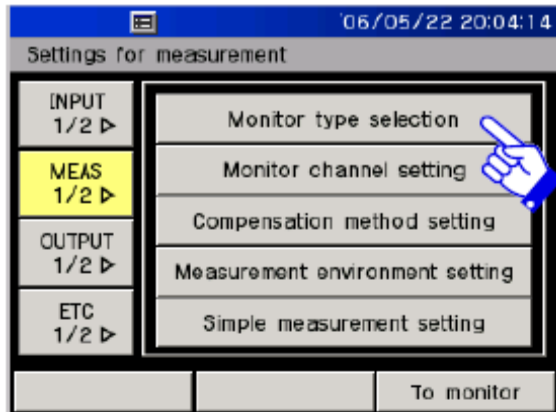 '06/05/22 20:04:14
Settings for measurement
INPUT
1/2 ▷
Monitor type selection
MEAS
1/2 ▷
Monitor channel setting
Compensation method setting
OUTPUT
1/2 ▷
Measurement environment setting
ETC
1/2 ▷
Simple measurement setting
To monitor